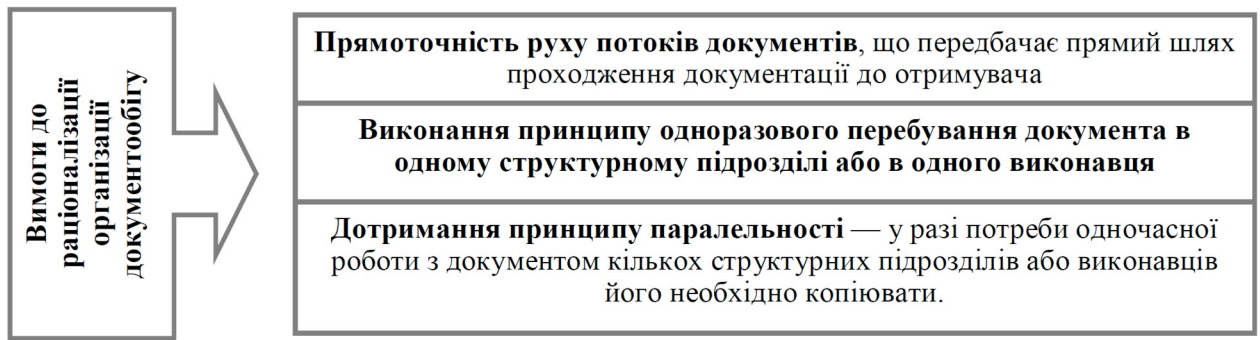 Вимоги до
раціоналізації
організації
документообігу
Прямоточність руху потоків документів, що передбачає прямий шлях
проходження документації до отримувача
Виконання принципу одноразового перебування документа в
одному структурному підрозділі або в одного виконавця
Дотримання принципу паралельності — у разі потреби одночасної
роботи з документом кількох структурних підрозділів або виконавців
його необхідно копіювати.